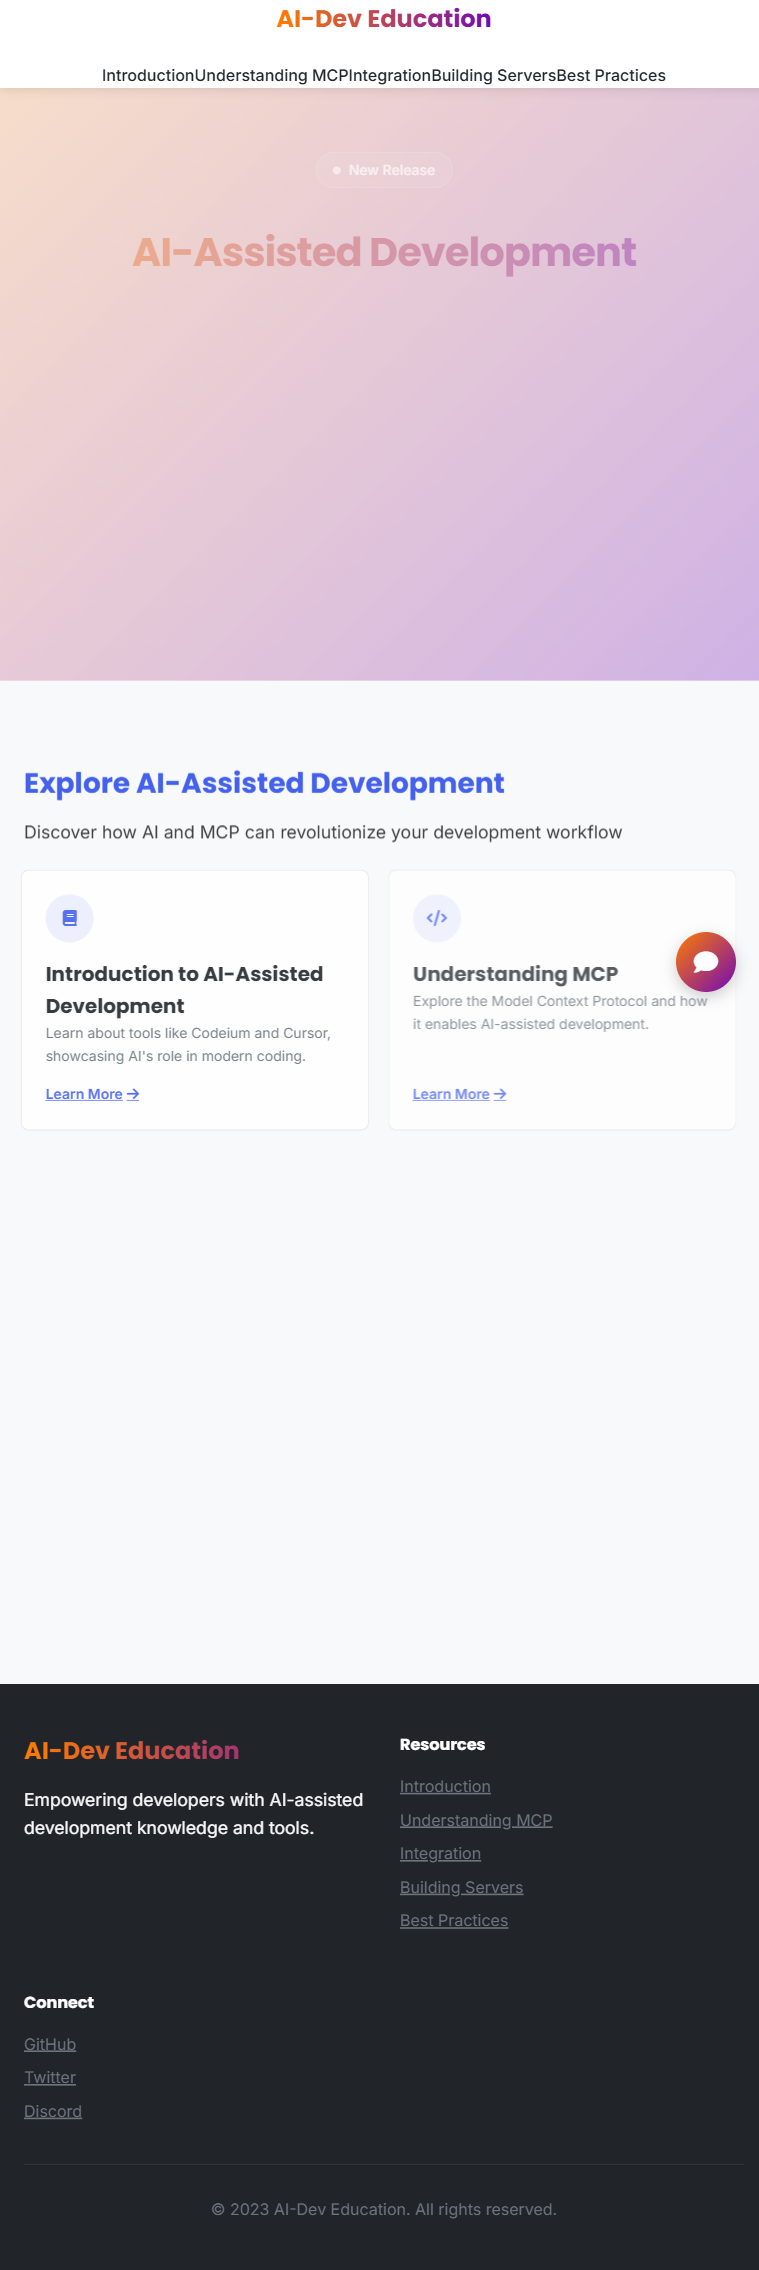 AI-Dev Education
IntroductionUnderstanding MCPIntegrationBuilding ServersBest Practices
New Release
AI-Assisted Development
Explore AI-Assisted Development
Discover how AI and MCP can revolutionize your development workflow
Introduction to AI-Assisted
Development
Learn about tools like Codeium and Cursor,
showcasing AI's role in modern coding.
Learn More →
Understanding MCP
Explore the Model Context Protocol and how
it enables AI-assisted development.
Learn More →
AI-Dev Education
Empowering developers with AI-assisted
development knowledge and tools.
Resources
Introduction
Understanding MCP
Integration
Building Servers
Best Practices
Connect
GitHub
Twitter
Discord
© 2023 AI-Dev Education. All rights reserved.